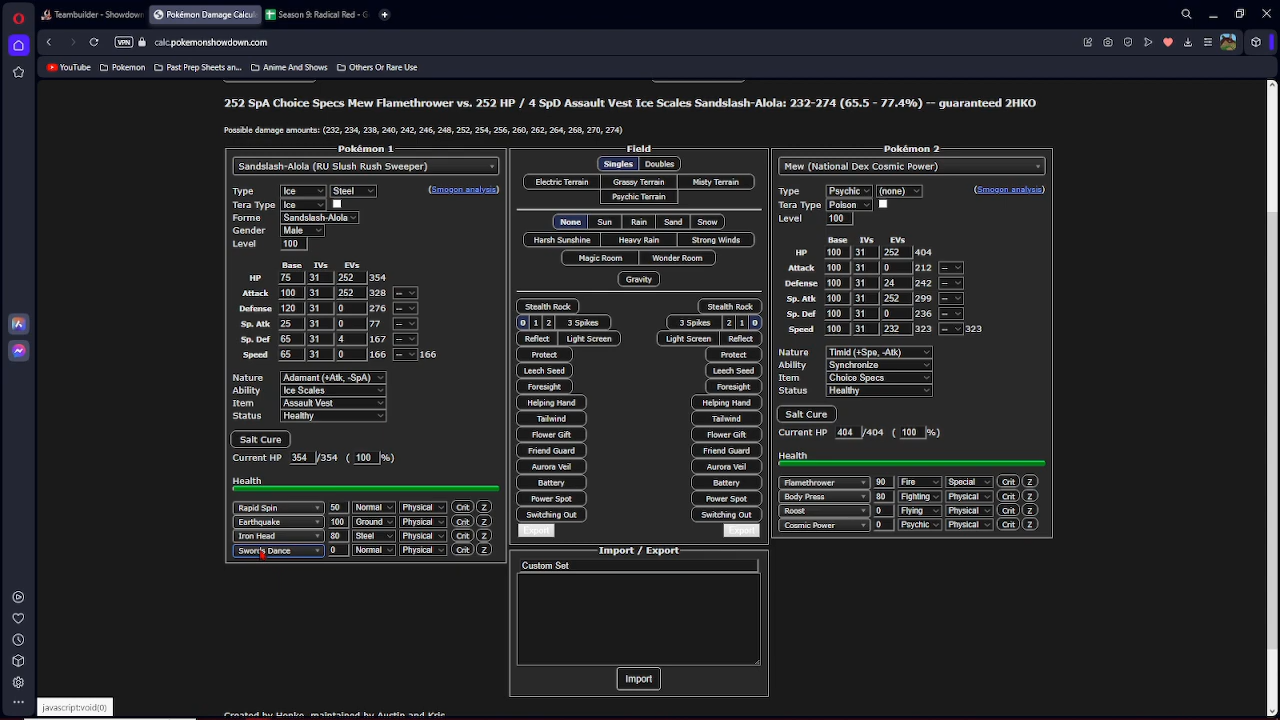 Teambuilder - Showdown
Pokémon Damage Calcul
Season 9: Radical Red - G
VPN
calc.pokemonshowdown.com
YouTube
Pokemon
Past Prep Sheets an...
Anime And Shows
Others Or Rare Use
252 SpA Choice Specs Mew Flamethrower vs. 252 HP / 4 SpD Assault Vest Ice Scales Sandslash-Alola: 232-274 (65.5 - 77.4%) -- guaranteed 2HKO
Possible damage amounts: (232, 234, 238, 240, 242, 246, 248, 252, 254, 256, 260, 262, 264, 268, 270, 274)
Pokémon 1
Sandslash-Alola (RU Slush Rush Sweeper)
Type Ice Steel (Smogon analysis)
Tera Type Ice
Forme Sandslash-Alola
Gender Male
Level 100
Base IVs EVs
HP 75 31 252 354
Attack 100 31 252 328 --
Defense 120 31 0 276 --
Sp. Atk 25 31 0 77 --
Sp. Def 65 31 4 167 --
Speed 65 31 0 166 -- 166
Nature Adamant (+Atk, -SpA)
Ability Ice Scales
Item Assault Vest
Status Healthy
Salt Cure
Current HP 354 /354 ( 100 %)
Health
Rapid Spin 50 Normal Physical Crit Z
Earthquake 100 Ground Physical Crit Z
Iron Head 80 Steel Physical Crit Z
Swords Dance 0 Normal Physical Crit Z
Field
Singles Doubles
Electric Terrain Grassy Terrain Misty Terrain
Psychic Terrain
None Sun Rain Sand Snow
Harsh Sunshine Heavy Rain Strong Winds
Magic Room Wonder Room
Gravity
Stealth Rock Stealth Rock
0 1 2 3 Spikes 3 Spikes 2 1 0
Reflect Light Screen Light Screen Reflect
Protect Protect
Leech Seed Leech Seed
Foresight Foresight
Helping Hand Helping Hand
Tailwind Tailwind
Flower Gift Flower Gift
Friend Guard Friend Guard
Aurora Veil Aurora Veil
Battery Battery
Power Spot Power Spot
Switching Out Switching Out
Export Export
Import / Export
Custom Set
Import
Pokémon 2
Mew (National Dex Cosmic Power)
Type Psychic (none) (Smogon analysis)
Tera Type Poison
Level 100
Base IVs EVs
HP 100 31 252 404
Attack 100 31 0 212 --
Defense 100 31 24 242 --
Sp. Atk 100 31 252 299 --
Sp. Def 100 31 0 236 --
Speed 100 31 232 323 -- 323
Nature Timid (+Spe, -Atk)
Ability Synchronize
Item Choice Specs
Status Healthy
Salt Cure
Current HP 404 /404 ( 100 %)
Health
Flamethrower 90 Fire Special Crit Z
Body Press 80 Fighting Physical Crit Z
Roost 0 Flying Physical Crit Z
Cosmic Power 0 Psychic Physical Crit Z
javascript:void(0)
Created by Honko, maintained by Austin and Kris